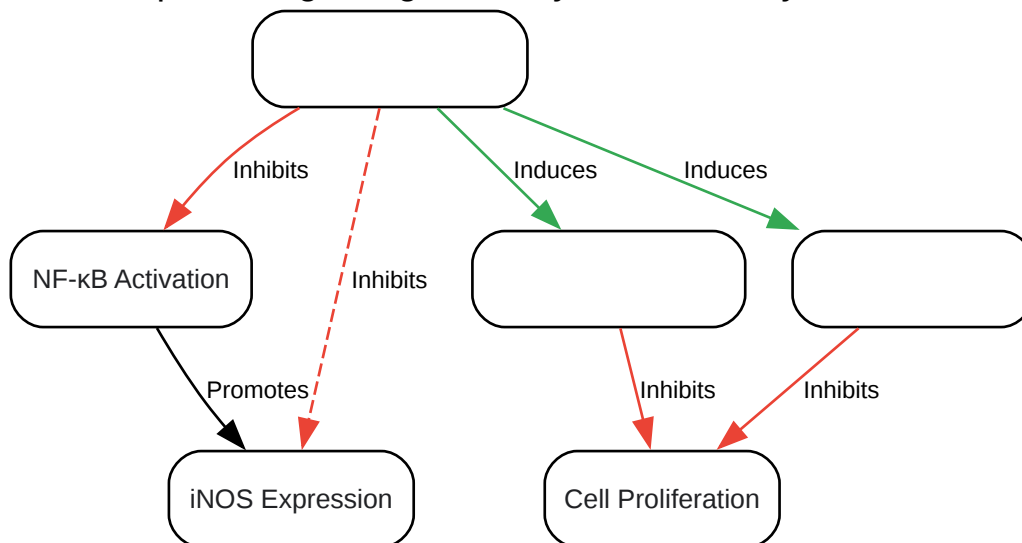 Inhibits
Induces
Induces
NF-κB Activation
Inhibits
Promotes
Inhibits
Inhibits
iNOS Expression
Cell Proliferation